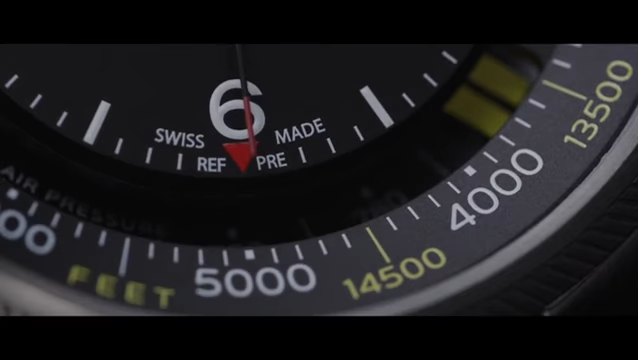 6
SWISS MADE
REF PRE
AIR PRESSURE
13500
4000
14500
5000
FEET